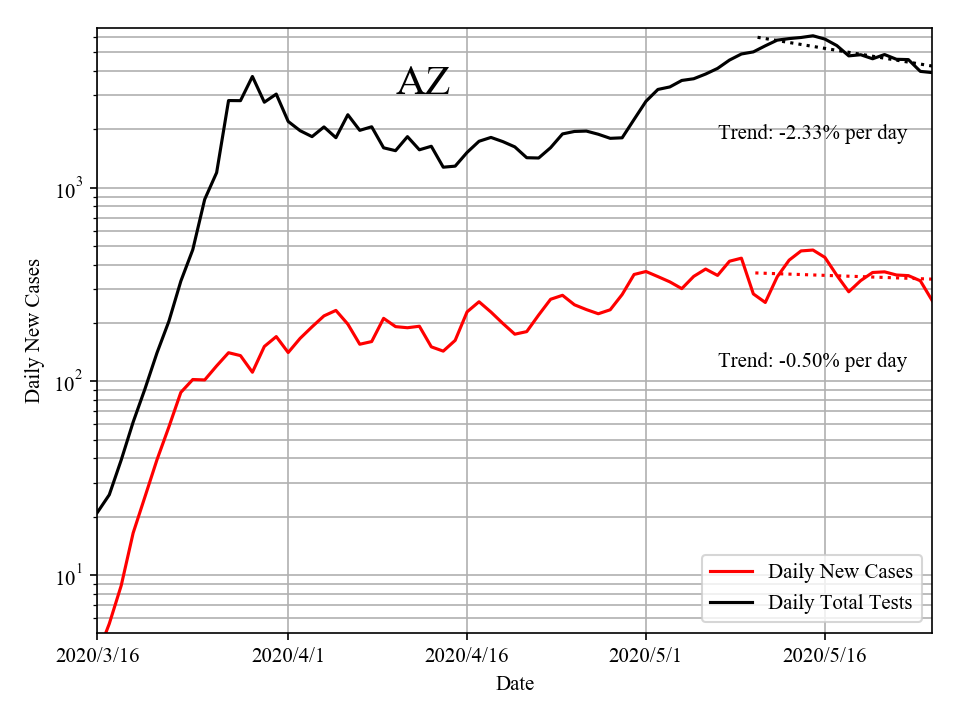 AZ
Trend: -2.33% per day
Trend: -0.50% per day
Daily New Cases
10³
10²
10¹
Daily New Cases
Daily Total Tests
2020/3/16
2020/4/1
2020/4/16
2020/5/1
2020/5/16
Date